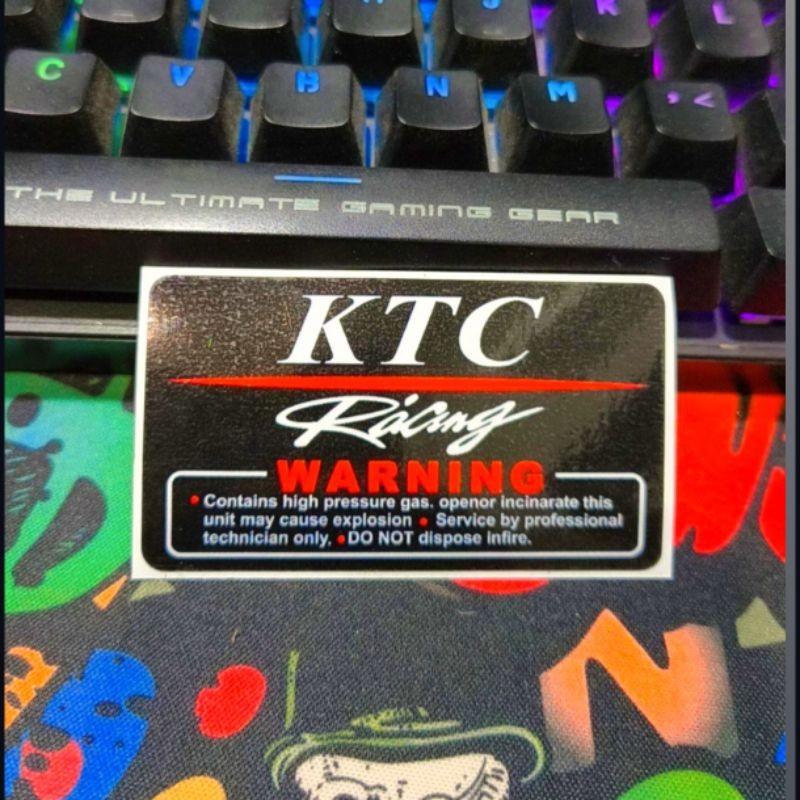 J K L
C V B N M , <
THE ULTIMATE GAMING GEAR
KTC
Racing
WARNING
• Contains high pressure gas. openor incinarate this
unit may cause explosion • Service by professional
technician only. • DO NOT dispose infire.
N